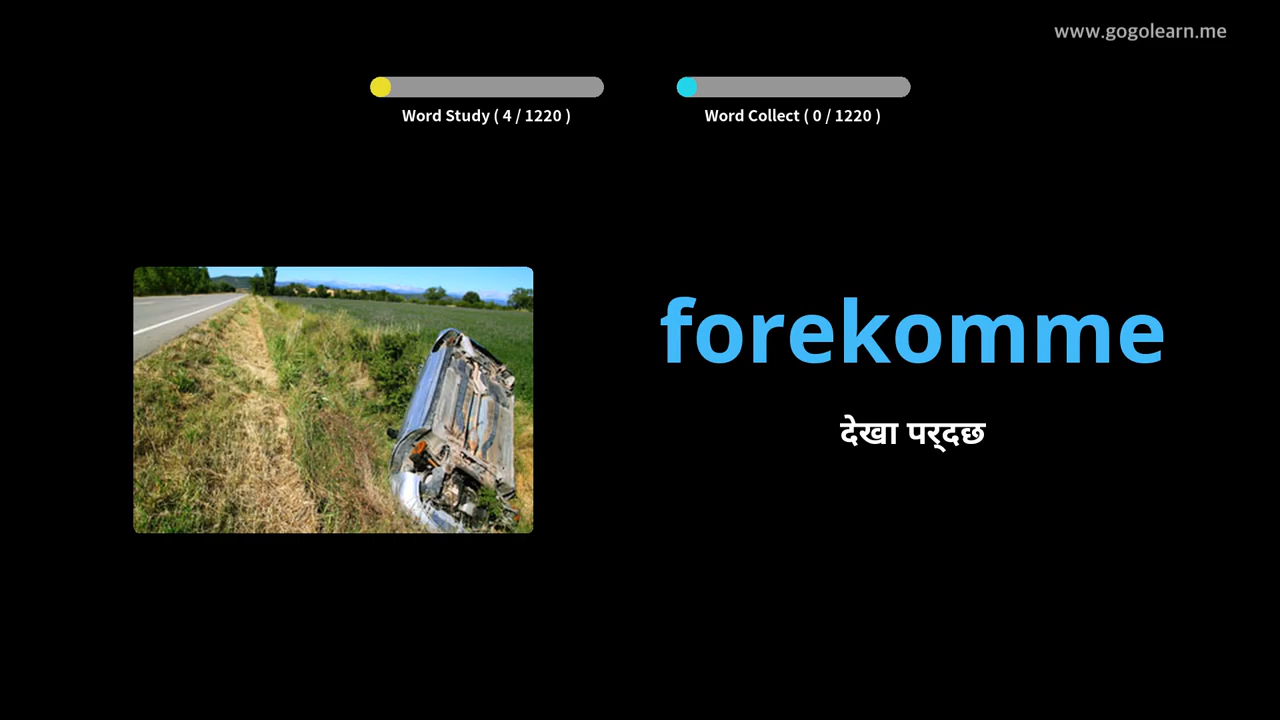 www.gogolearn.me
Word Study ( 4 / 1220 )
Word Collect ( 0 / 1220 )
forekomme
देखा पर्‍दछ